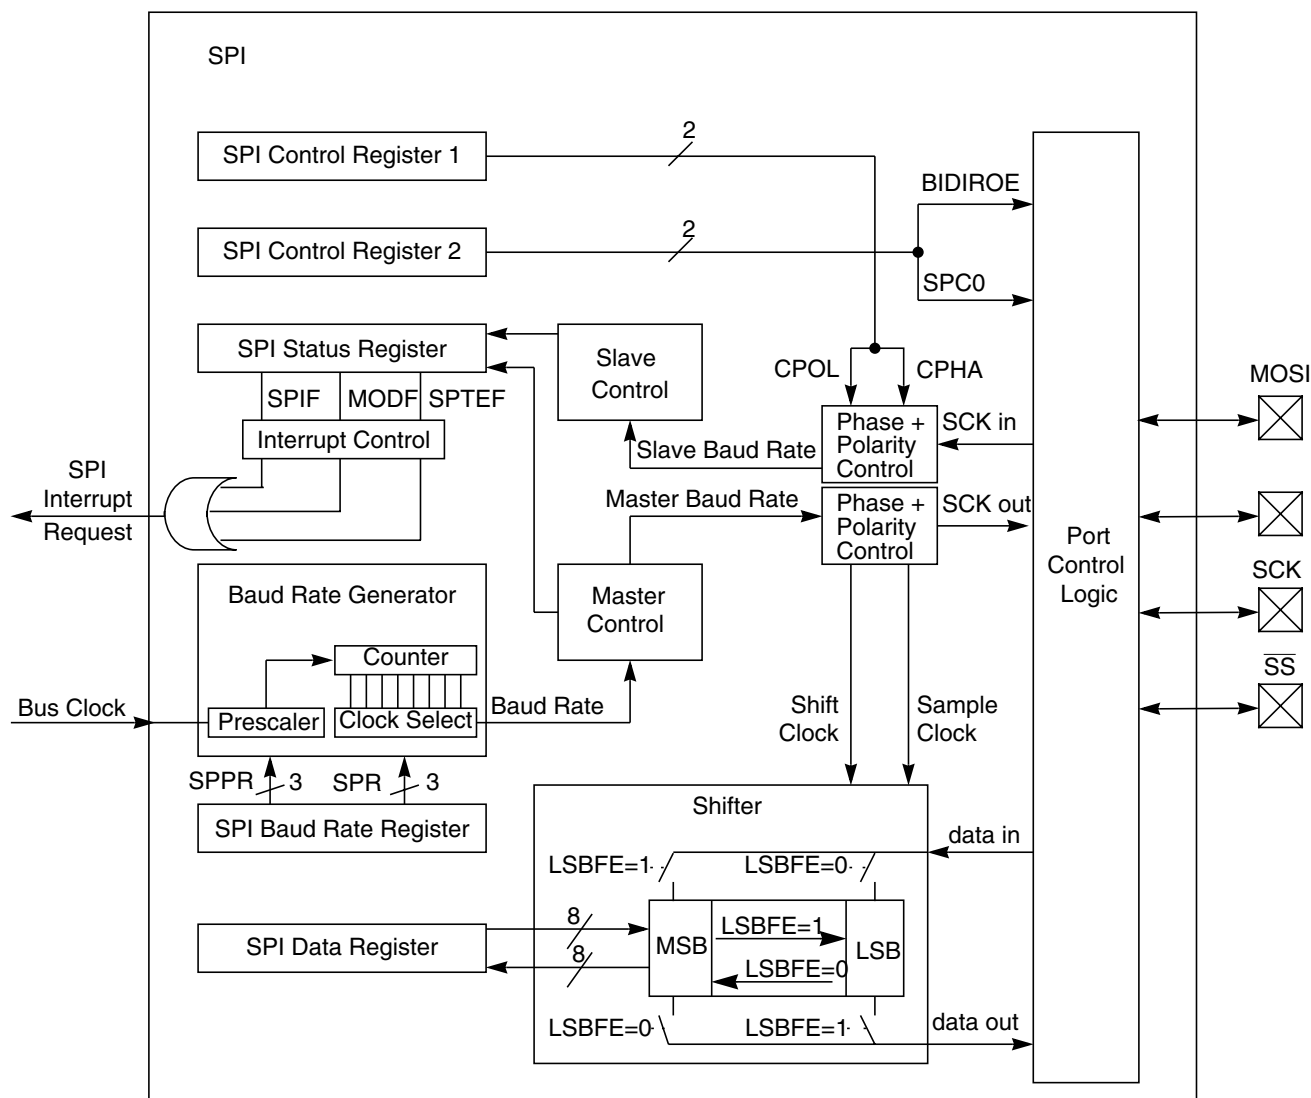 SPI
SPI Control Register 1
2
BIDIROE
SPI Control Register 2
2
SPC0
SPI Status Register
Slave
Control
CPOL
CPHA
MOSI
SPIF
MODF
SPTEF
Interrupt Control
Phase +
Polarity
Control
SCK in
Slave Baud Rate
SPI
Interrupt
Request
Master Baud Rate
Phase +
Polarity
Control
SCK out
Port
Control
Logic
SCK
Baud Rate Generator
Master
Control
Counter
SS
Bus Clock
Prescaler
Clock Select
Baud Rate
Shift
Clock
Sample
Clock
SPPR
3
SPR
3
SPI Baud Rate Register
Shifter
data in
LSBFE=1
LSBFE=0
SPI Data Register
8
8
MSB
LSBFE=1
LSBFE=0
LSB
LSBFE=0
LSBFE=1
data out